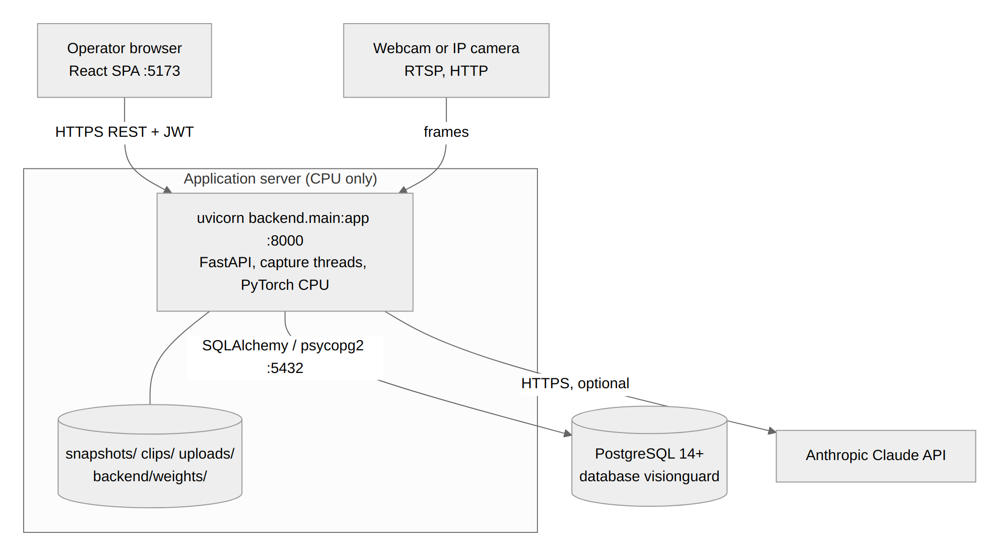 Operator browser
React SPA :5173
Webcam or IP camera
RTSP, HTTP
HTTPS REST + JWT
frames
Application server (CPU only)
uvicorn backend.main:app
:8000
FastAPI, capture threads,
PyTorch CPU
SQLAlchemy / psycopg2
:5432
HTTPS, optional
snapshots/ clips/ uploads/
backend/weights/
PostgreSQL 14+
database visionguard
Anthropic Claude API